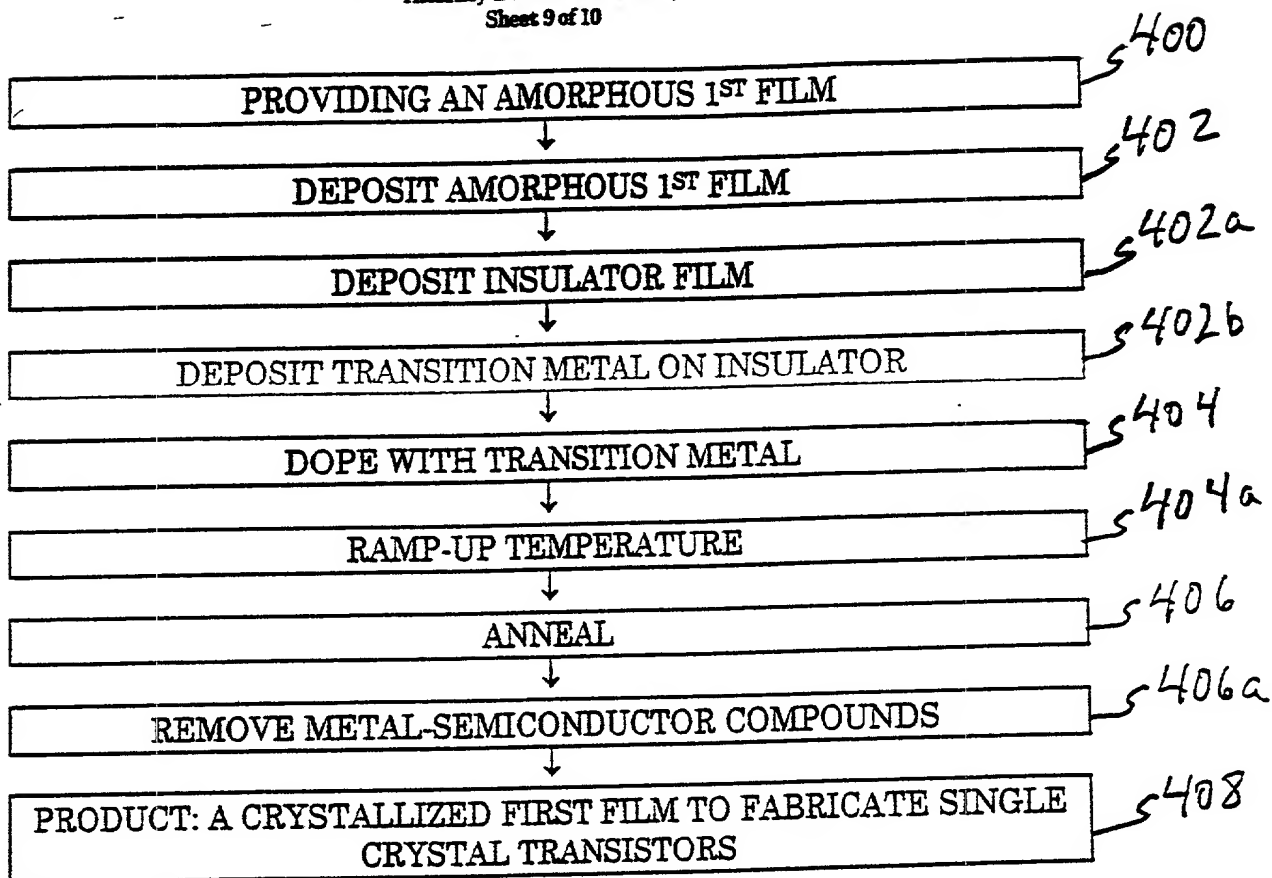 Sheet 9 of 10
400
PROVIDING AN AMORPHOUS 1ST FILM
402
DEPOSIT AMORPHOUS 1ST FILM
402a
DEPOSIT INSULATOR FILM
402b
DEPOSIT TRANSITION METAL ON INSULATOR
404
DOPE WITH TRANSITION METAL
404a
RAMP-UP TEMPERATURE
406
ANNEAL
406a
REMOVE METAL-SEMICONDUCTOR COMPOUNDS
408
PRODUCT: A CRYSTALLIZED FIRST FILM TO FABRICATE SINGLE
CRYSTAL TRANSISTORS